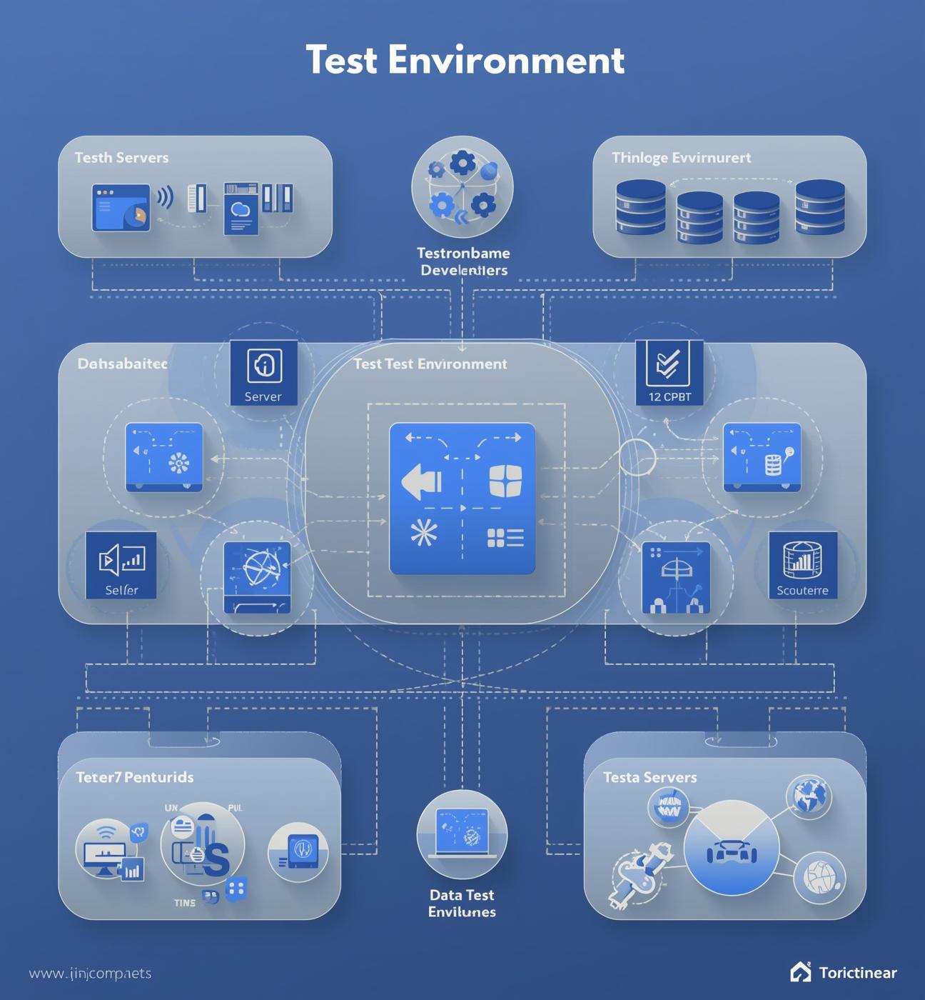 Test Environment
Testh Servers
Thinloge Evvirnurert
Testronbame
Develentlers
Dehsabaitec
Server
Test Test Environment
12 CPBT
Selfer
Scouterre
Teter7 Penturids
UN
PUL
S
TINS
Testa Servers
Data Test
Envilunes
www.jinjcompaets
Torictinear